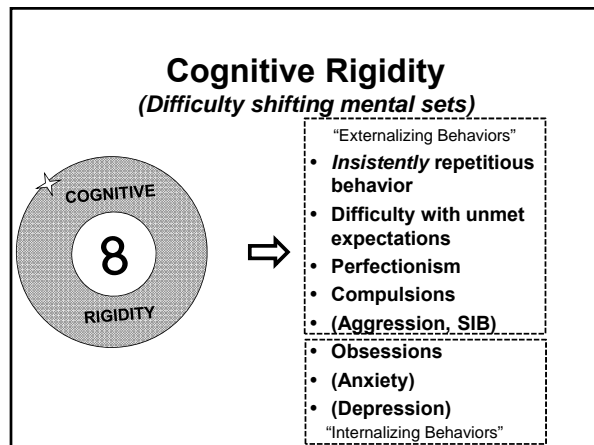 Cognitive Rigidity
(Difficulty shifting mental sets)
COGNITIVE
8
RIGIDITY
“Externalizing Behaviors”
• Insistently repetitious
behavior
• Difficulty with unmet
expectations
• Perfectionism
• Compulsions
• (Aggression, SIB)
• Obsessions
• (Anxiety)
• (Depression)
“Internalizing Behaviors”